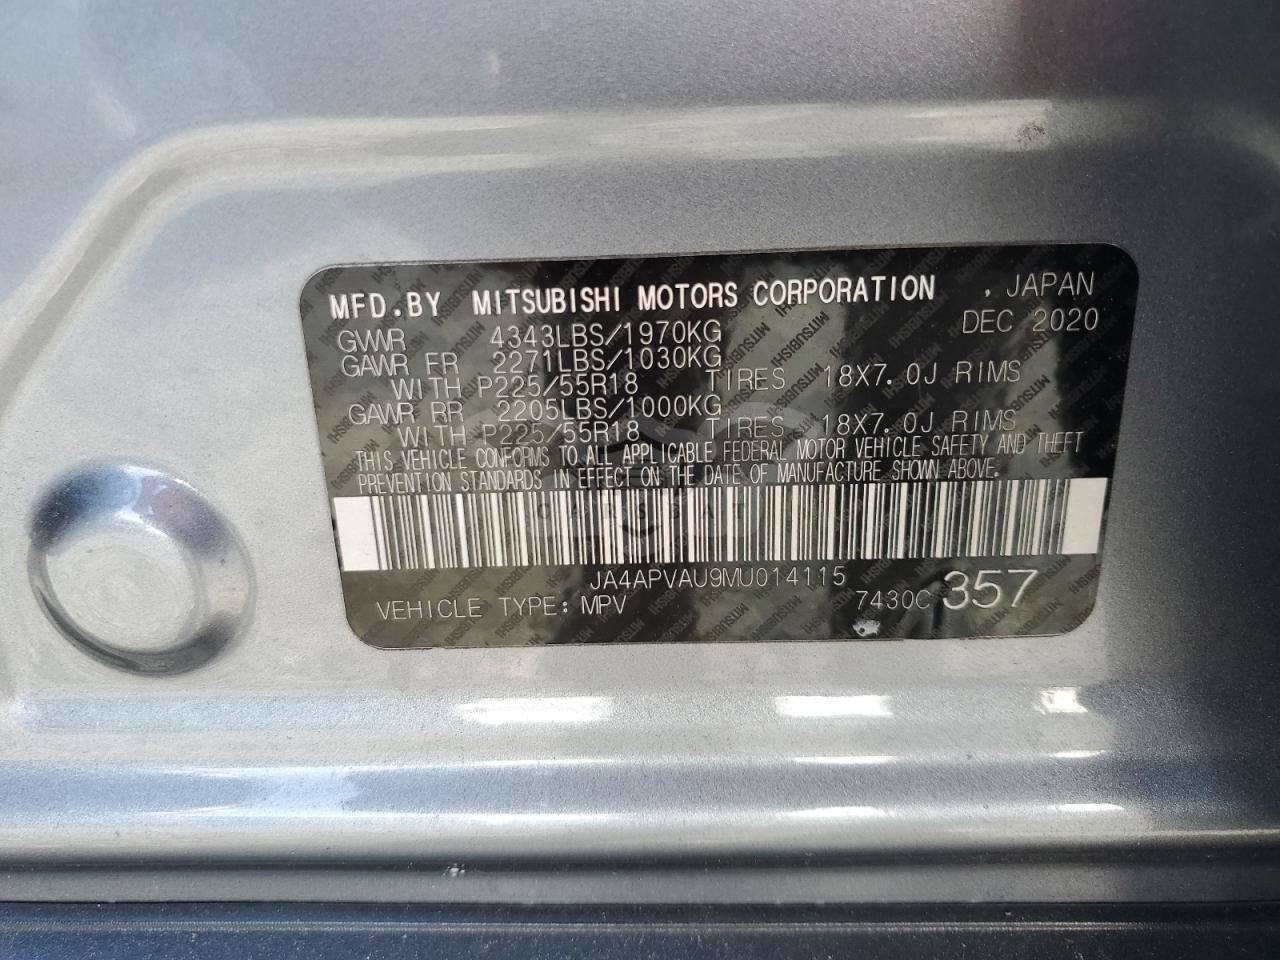 MFD.BY MITSUBISHI MOTORS CORPORATION , JAPAN
DEC 2020
GVWR 4343LBS/1970KG
GAWR FR 2271LBS/1030KG
WITH P225/55R18 TIRES 18X7.0J RIMS
GAWR RR 2205LBS/1000KG
WITH P225/55R18 TIRES 18X7.0J RIMS
THIS VEHICLE CONFORMS TO ALL APPLICABLE FEDERAL MOTOR VEHICLE SAFETY AND THEFT
PREVENTION STANDARDS IN EFFECT ON THE DATE OF MANUFACTURE SHOWN ABOVE.
JA4APVAU9MU014115
VEHICLE TYPE: MPV 7430C 357